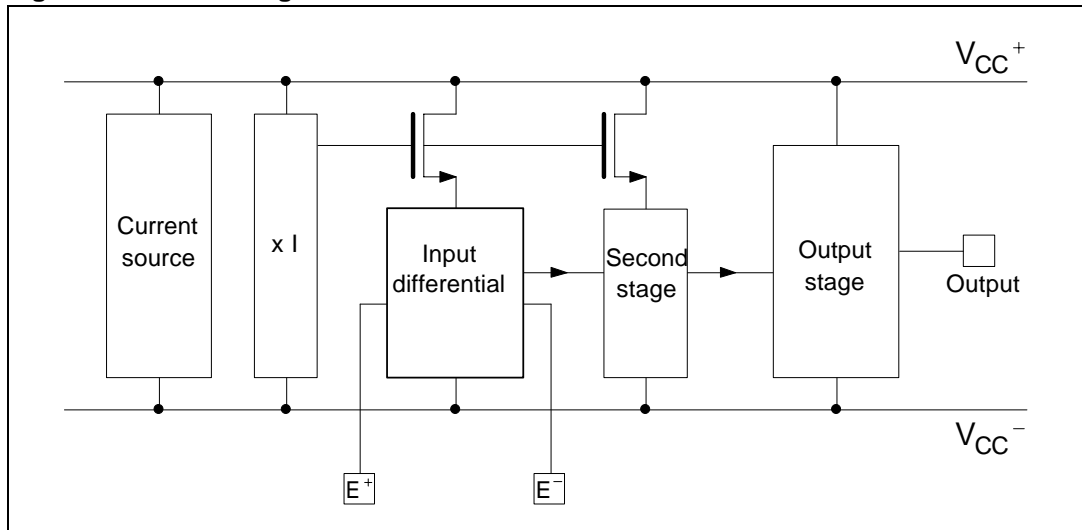 V_CC^+
Current
source
x I
Input
differential
Second
stage
Output
stage
Output
V_CC^−
E^+
E^−